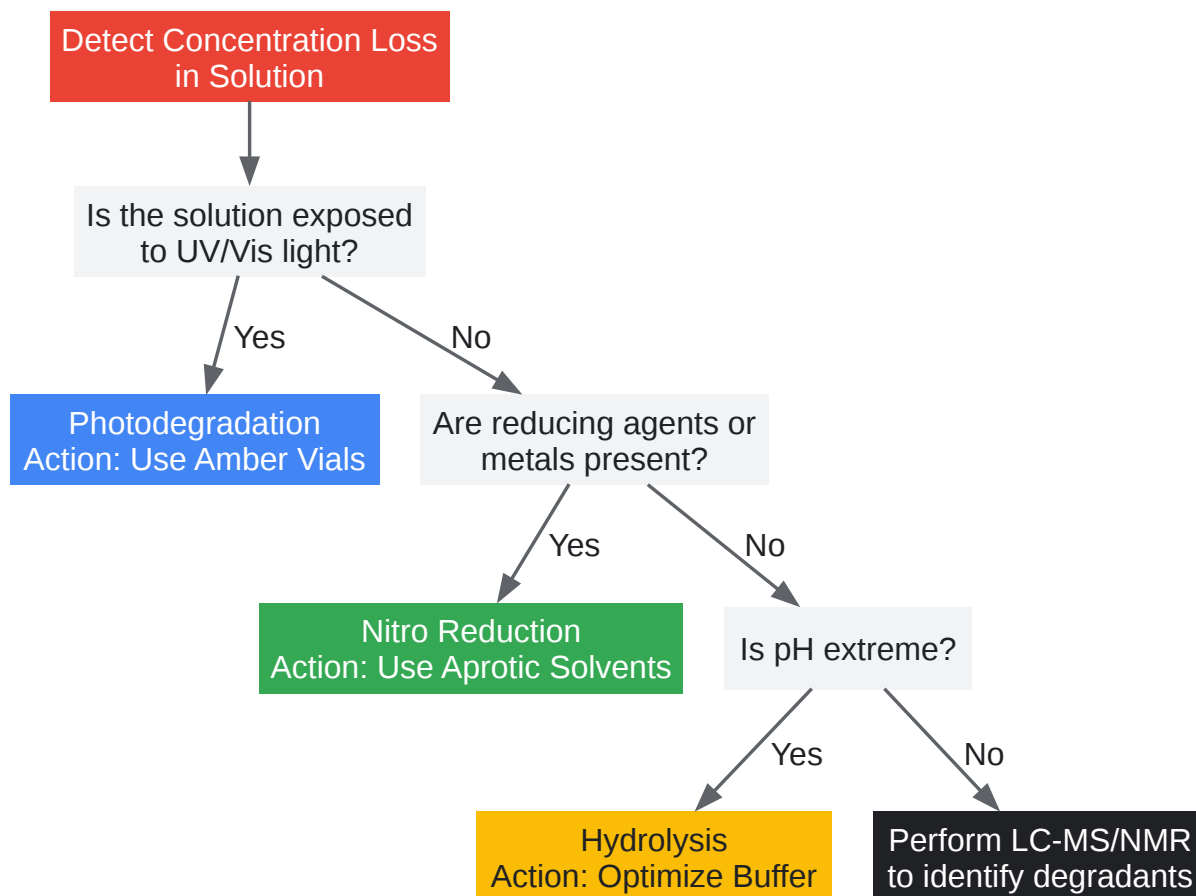 Detect Concentration Loss
in Solution
Is the solution exposed
to UV/Vis light?
Yes
No
Photodegradation
Action: Use Amber Vials
Are reducing agents or
metals present?
Yes
No
Nitro Reduction
Action: Use Aprotic Solvents
Is pH extreme?
Yes
No
Hydrolysis
Action: Optimize Buffer
Perform LC-MS/NMR
to identify degradants